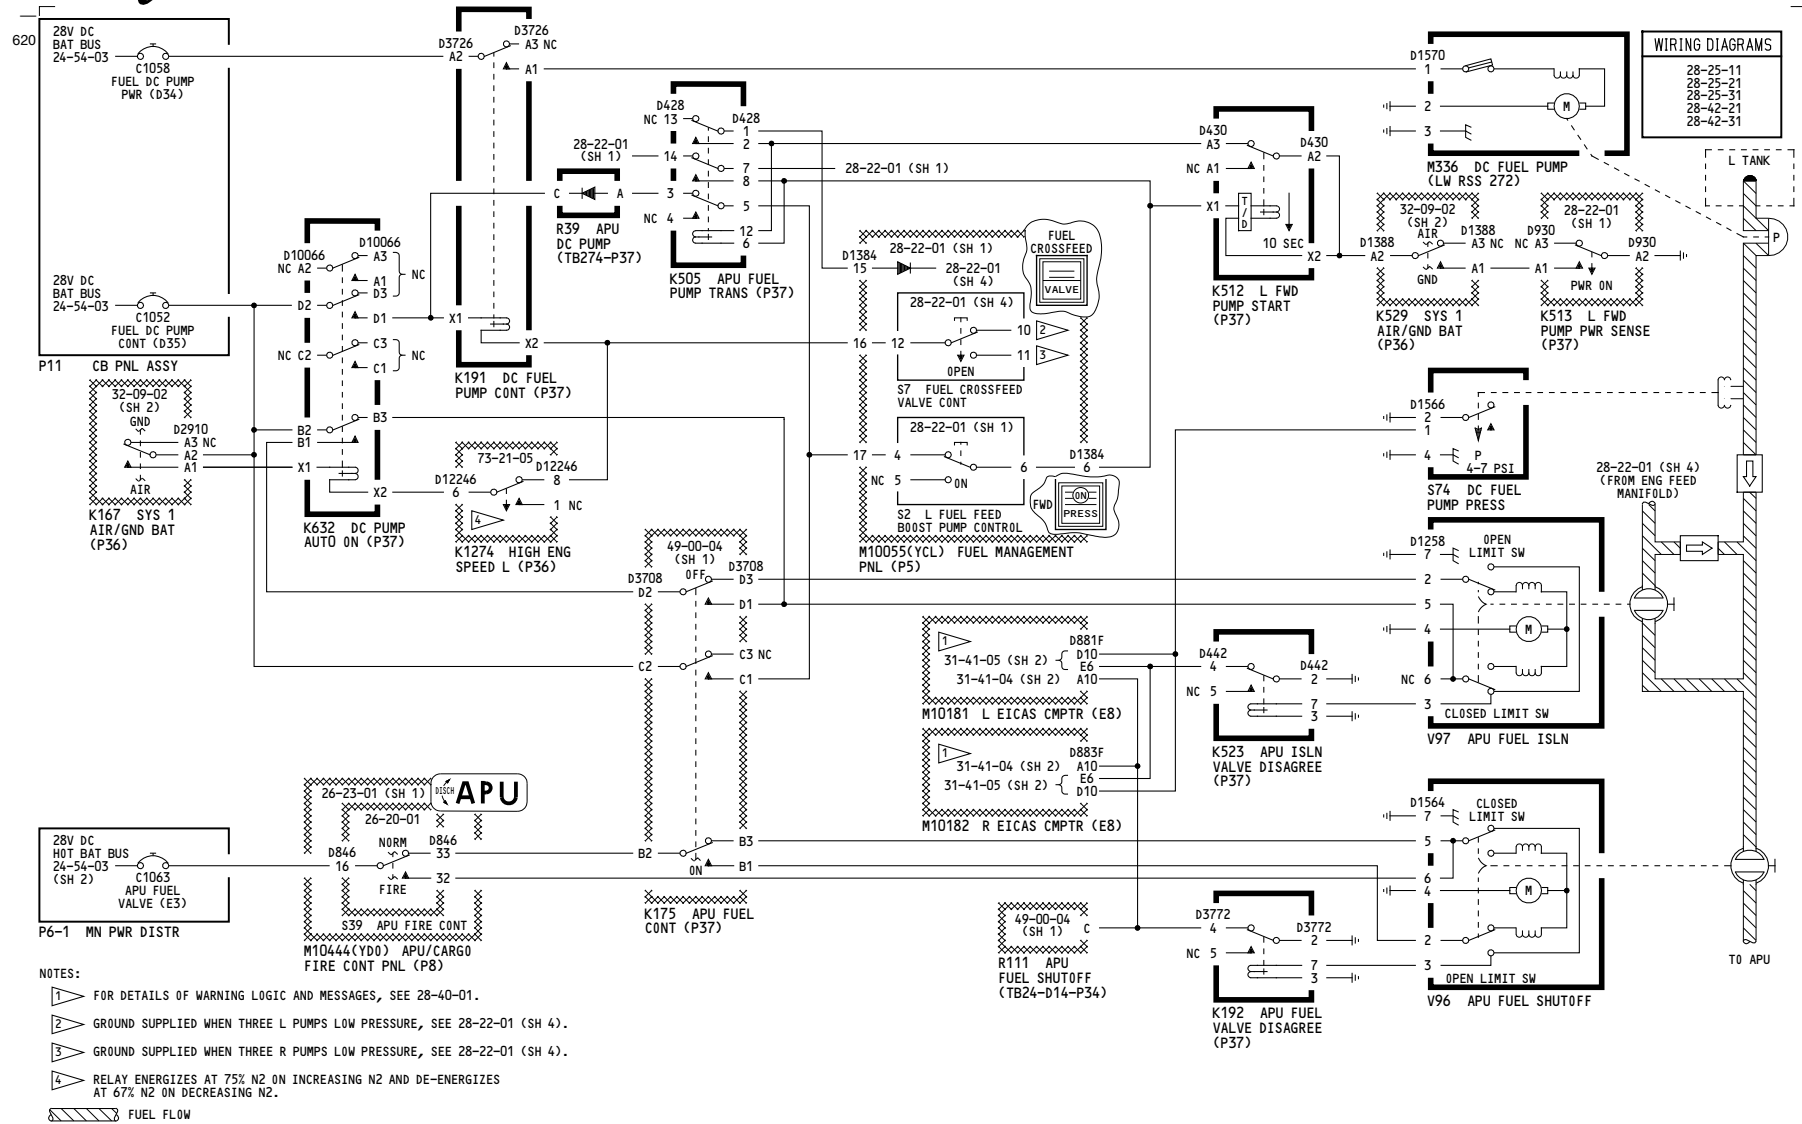 620
28V DC
BAT BUS
24-54-03
C1058
FUEL DC PUMP
PWR (D34)
28V DC
BAT BUS
24-54-03
C1052
FUEL DC PUMP
CONT (D35)
P11 CB PNL ASSY
32-09-02
(SH 2)
GND
D2910
A3 NC
A2
A1
AIR
K167 SYS 1
AIR/GND BAT
(P36)
D10066
D10066
NC A2
A3
A1
NC
D2
D3
D1
NC C2
C3
C1
NC
B2
B3
B1
X1
X2
K632 DC PUMP
AUTO ON (P37)
D3726
D3726
A2
A3 NC
A1
X1
X2
K191 DC FUEL
PUMP CONT (P37)
73-21-05
D12246
D12246
6
8
1 NC
4
K1274 HIGH ENG
SPEED L (P36)
28-22-01
(SH 1)
C
A
R39 APU
DC PUMP
(TB274-P37)
D428
D428
NC 13
1
2
14
7
28-22-01 (SH 1)
8
3
5
NC 4
12
6
K505 APU FUEL
PUMP TRANS (P37)
D1384
15
28-22-01 (SH 1)
28-22-01
(SH 4)
FUEL
CROSSFEED
VALVE
28-22-01 (SH 4)
16
12
10
2
11
3
OPEN
S7 FUEL CROSSFEED
VALVE CONT
28-22-01 (SH 1)
17
4
6
D1384
6
NC 5
ON
S2 L FUEL FEED
BOOST PUMP CONTROL
FWD
ON
PRESS
M10055(YCL) FUEL MANAGEMENT
PNL (P5)
D430
D430
A3
A2
NC A1
X1
T/D
10 SEC
X2
K512 L FWD
PUMP START
(P37)
D1570
1
2
M
3
M336 DC FUEL PUMP
(LW RSS 272)
WIRING DIAGRAMS
28-25-11
28-25-21
28-25-31
28-42-21
28-42-31
L TANK
P
32-09-02
(SH 2)
AIR
D1388
D1388
A3 NC
A2
A1
GND
K529 SYS 1
AIR/GND BAT
(P36)
28-22-01
(SH 1)
D930
NC A3
D930
A2
A1
PWR ON
K513 L FWD
PUMP PWR SENSE
(P37)
D1566
2
1
4
P
4-7 PSI
S74 DC FUEL
PUMP PRESS
28-22-01 (SH 4)
(FROM ENG FEED
MANIFOLD)
D1258
7
OPEN
LIMIT SW
2
5
4
M
NC 6
3
CLOSED LIMIT SW
V97 APU FUEL ISLN
49-00-04
(SH 1)
OFF
D3708
D3708
D2
D3
D1
C2
C3 NC
C1
B2
B3
B1
ON
K175 APU FUEL
CONT (P37)
1
D881F
31-41-05 (SH 2)
D10
E6
31-41-04 (SH 2)
A10
M10181 L EICAS CMPTR (E8)
1
D883F
31-41-04 (SH 2)
A10
31-41-05 (SH 2)
E6
D10
M10182 R EICAS CMPTR (E8)
D442
D442
4
2
NC 5
7
3
K523 APU ISLN
VALVE DISAGREE
(P37)
28V DC
HOT BAT BUS
24-54-03
(SH 2)
C1063
APU FUEL
VALVE (E3)
P6-1 MN PWR DISTR
26-23-01 (SH 1)
DISCH
APU
26-20-01
NORM
D846
D846
33
16
32
FIRE
S39 APU FIRE CONT
M10444(YD0) APU/CARGO
FIRE CONT PNL (P8)
49-00-04
(SH 1)
C
R111 APU
FUEL SHUTOFF
(TB24-D14-P34)
D3772
D3772
4
2
NC 5
7
3
K192 APU FUEL
VALVE DISAGREE
(P37)
D1564
7
CLOSED
LIMIT SW
5
6
4
M
2
3
OPEN LIMIT SW
V96 APU FUEL SHUTOFF
TO APU
NOTES:
1 FOR DETAILS OF WARNING LOGIC AND MESSAGES, SEE 28-40-01.
2 GROUND SUPPLIED WHEN THREE L PUMPS LOW PRESSURE, SEE 28-22-01 (SH 4).
3 GROUND SUPPLIED WHEN THREE R PUMPS LOW PRESSURE, SEE 28-22-01 (SH 4).
4 RELAY ENERGIZES AT 75% N2 ON INCREASING N2 AND DE-ENERGIZES
AT 67% N2 ON DECREASING N2.
FUEL FLOW